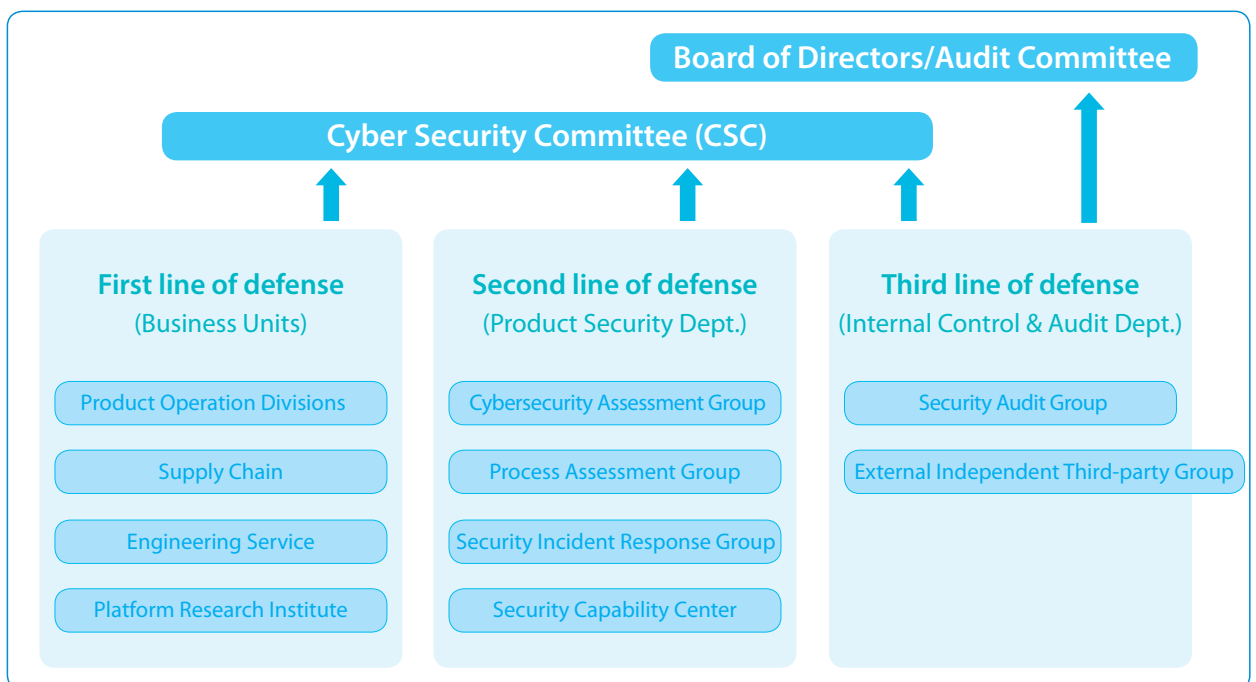 Board of Directors/Audit Committee
Cyber Security Committee (CSC)
First line of defense
(Business Units)
Product Operation Divisions
Supply Chain
Engineering Service
Platform Research Institute
Second line of defense
(Product Security Dept.)
Cybersecurity Assessment Group
Process Assessment Group
Security Incident Response Group
Security Capability Center
Third line of defense
(Internal Control & Audit Dept.)
Security Audit Group
External Independent Third-party Group